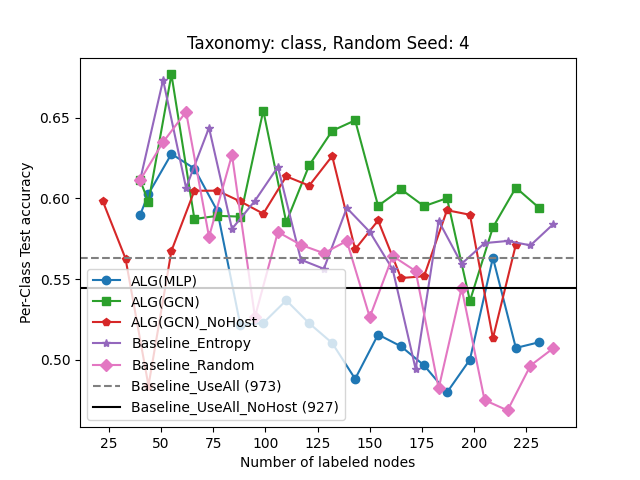 Taxonomy: class, Random Seed: 4
Per-Class Test accuracy
0.65
0.60
0.55
0.50
ALG(MLP)
ALG(GCN)
ALG(GCN)_NoHost
Baseline_Entropy
Baseline_Random
Baseline_UseAll (973)
Baseline_UseAll_NoHost (927)
25 50 75 100 125 150 175 200 225
Number of labeled nodes